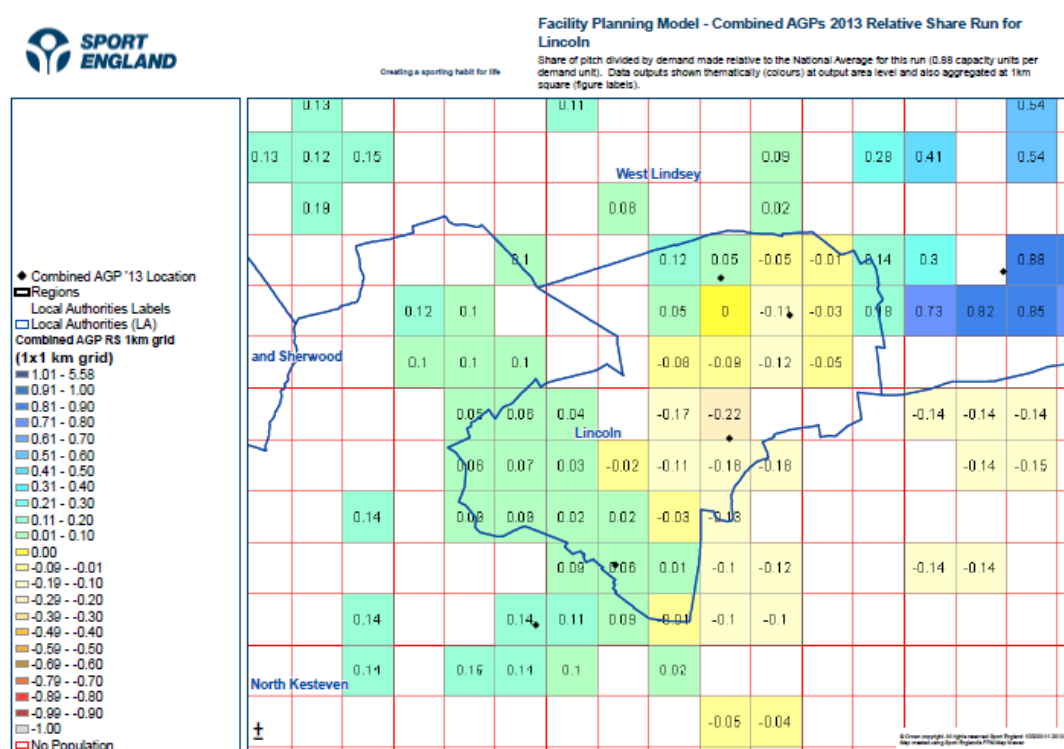 SPORT
ENGLAND
Creating a sporting habit for life
Facility Planning Model - Combined AGPs 2013 Relative Share Run for
Lincoln
Share of pitch divided by demand made relative to the National Average for this run (0.88 capacity units per
demand unit). Data outputs shown thematically (colours) at output area level and also aggregated at 1km
square (figure labels).
Combined AGP '13 Location
Regions
Local Authorities Labels
Local Authorities (LA)
Combined AGP RS 1km grid
(1x1 km grid)
1.01 - 5.58
0.91 - 1.00
0.81 - 0.90
0.71 - 0.80
0.61 - 0.70
0.51 - 0.60
0.41 - 0.50
0.31 - 0.40
0.21 - 0.30
0.11 - 0.20
0.01 - 0.10
0.00
-0.09 - -0.01
-0.19 - -0.10
-0.29 - -0.20
-0.39 - -0.30
-0.49 - -0.40
-0.59 - -0.50
-0.69 - -0.60
-0.79 - -0.70
-0.89 - -0.80
-0.99 - -0.90
-1.00
No Population
0.13 0.11 0.54
0.13 0.12 0.15 0.09 0.28 0.41 0.54
West Lindsey
0.19 0.08 0.02
0.1 0.12 0.05 -0.05 -0.01 0.14 0.3 0.88
0.12 0.1 0.05 0 -0.11 -0.03 0.18 0.73 0.82 0.85
and Sherwood
0.1 0.1 0.1 -0.08 -0.09 -0.12 -0.05
0.05 0.06 0.04 -0.17 -0.22 -0.14 -0.14 -0.14
Lincoln
0.06 0.07 0.03 -0.02 -0.11 -0.16 -0.18 -0.14 -0.15
0.14 0.09 0.09 0.02 0.02 -0.03 -0.13
0.09 0.06 0.01 -0.1 -0.12 -0.14 -0.14
0.14 0.14 0.11 0.09 -0.01 -0.1 -0.1
0.14 0.16 0.14 0.1 0.02
North Kesteven
-0.05 -0.04